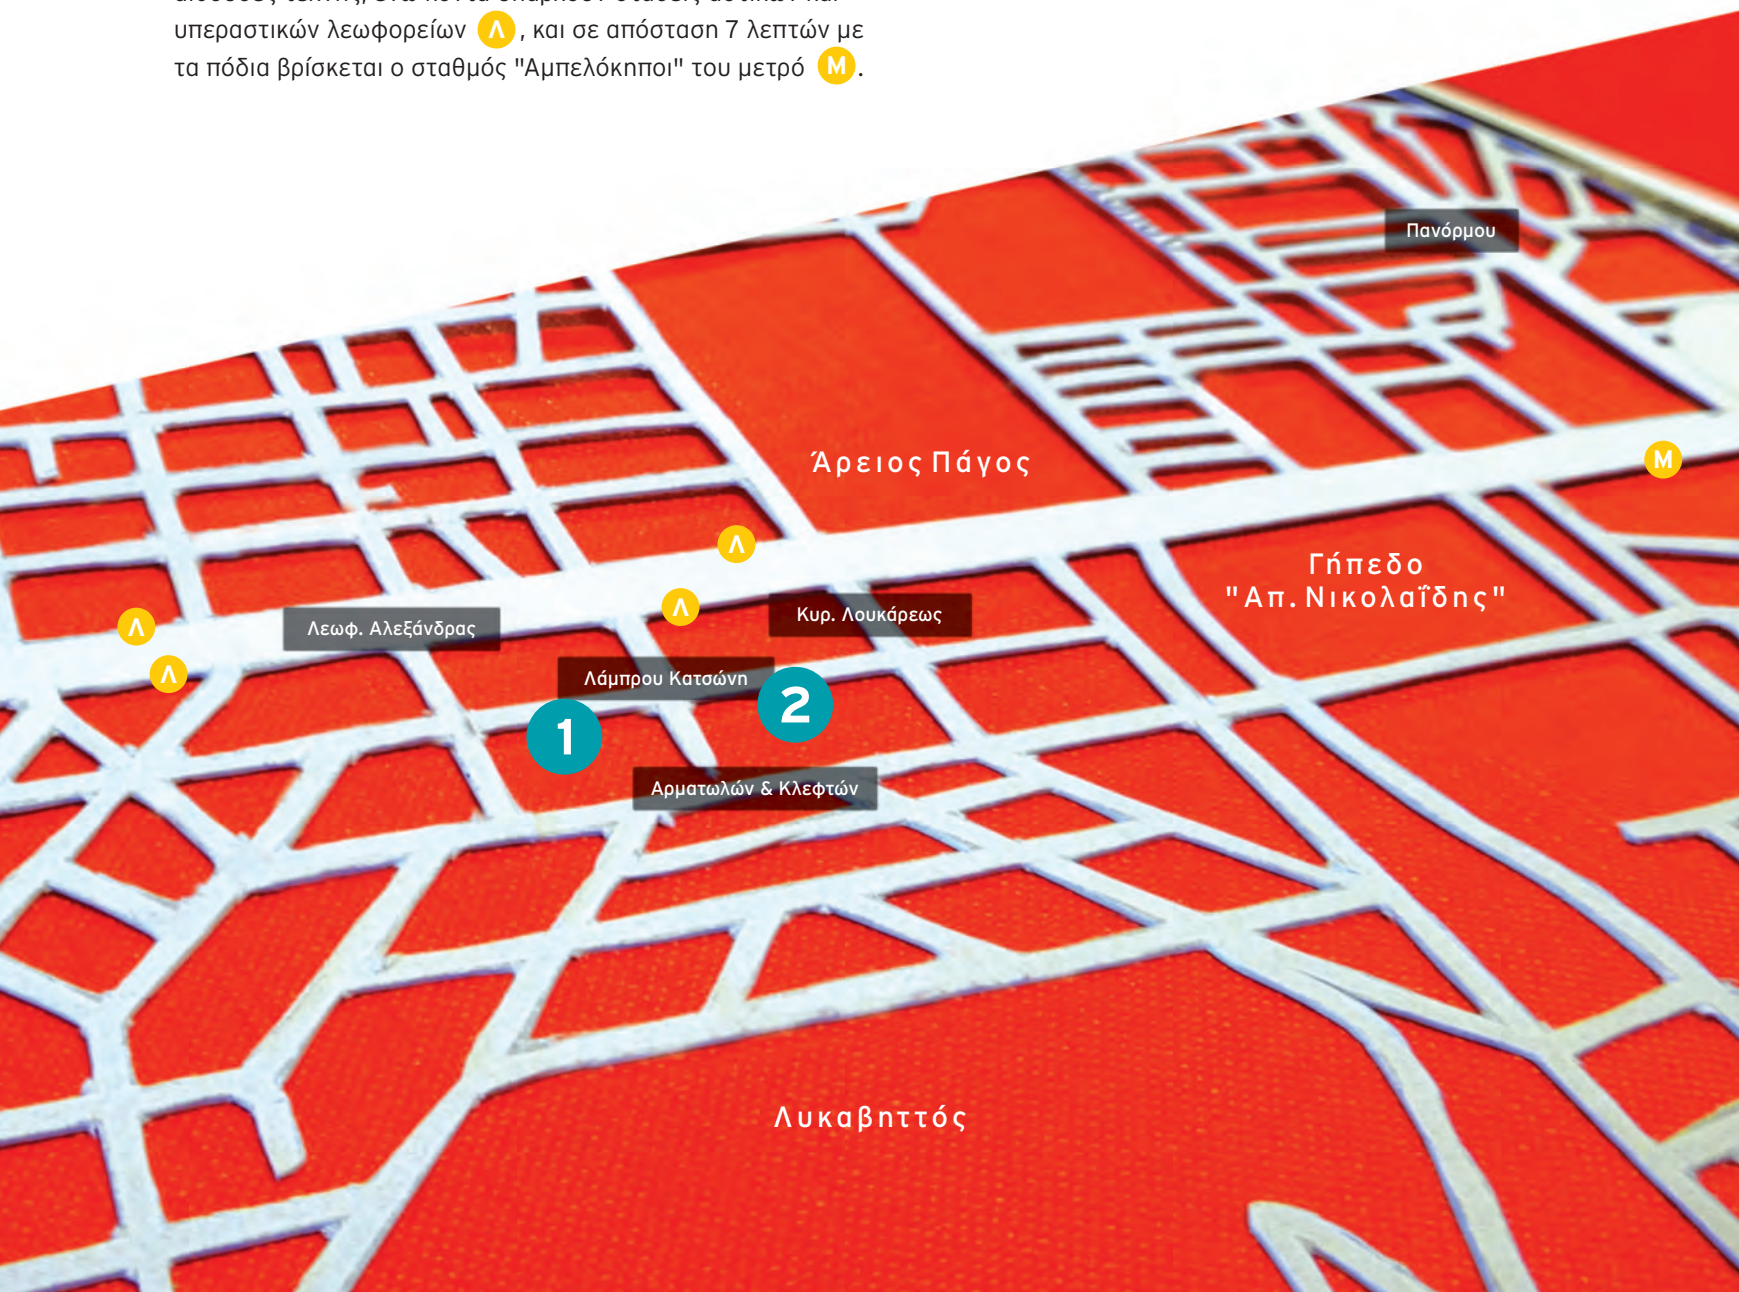 υπεραστικών λεωφορείων Λ, και σε απόσταση 7 λεπτών με
τα πόδια βρίσκεται ο σταθμός "Αμπελόκηποι" του μετρό Μ.
Πανόρμου
Άρειος Πάγος
Μ
Λ
Γήπεδο
"Απ. Νικολαΐδης"
Λ
Κυρ. Λουκάρεως
Λ
Λεωφ. Αλεξάνδρας
Λ
Λάμπρου Κατσώνη
1
2
Αρματωλών & Κλεφτών
Λυκαβηττός